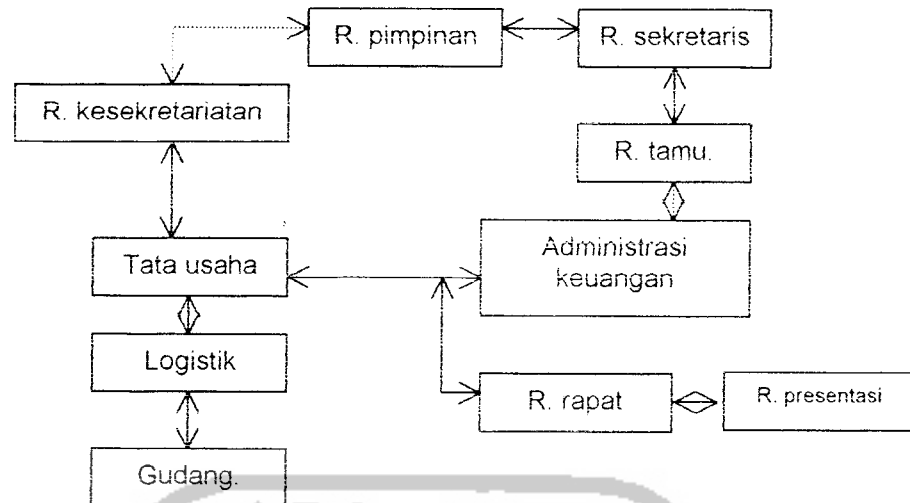 R. pimpinan
R. sekretaris
R. kesekretariatan
R. tamu.
Tata usaha
Administrasi
keuangan
Logistik
R. rapat
R. presentasi
Gudang.